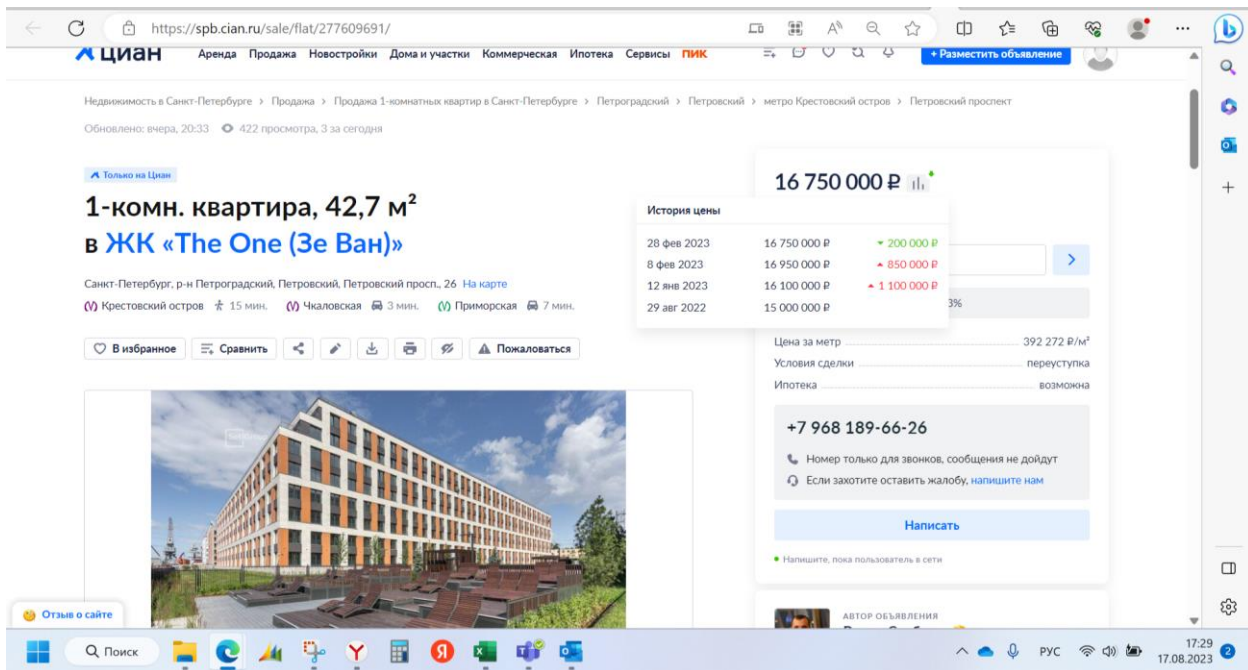 https://spb.cian.ru/sale/flat/277609691/
циан Аренда Продажа Новостройки Дома и участки Коммерческая Ипотека Сервисы ПИК + Разместить объявление
Недвижимость в Санкт-Петербурге > Продажа > Продажа 1-комнатных квартир в Санкт-Петербурге > Петроградский > Петровский > метро Крестовский остров > Петровский проспект
Обновлено: вчера, 20:33 422 просмотра, 3 за сегодня
Только на Циан
1-комн. квартира, 42,7 м²
в ЖК «The One (Зе Ван)»
Санкт-Петербург, р-н Петроградский, Петровский, Петровский просп., 26 На карте
Крестовский остров 15 мин. Чкаловская 3 мин. Приморская 7 мин.
В избранное Сравнить Пожаловаться
16 750 000 ₽
История цены
28 фев 2023 16 750 000 ₽ 200 000 ₽
8 фев 2023 16 950 000 ₽ 850 000 ₽
12 янв 2023 16 100 000 ₽ 1 100 000 ₽
29 авг 2022 15 000 000 ₽
3%
Цена за метр 392 272 ₽/м²
Условия сделки переуступка
Ипотека возможна
+7 968 189-66-26
Номер только для звонков, сообщения не дойдут
Если захотите оставить жалобу, напишите нам
Написать
Напишите, пока пользователь в сети
АВТОР ОБЪЯВЛЕНИЯ
Отзыв о сайте
Поиск
РУС
17:29
17.08.2023
2